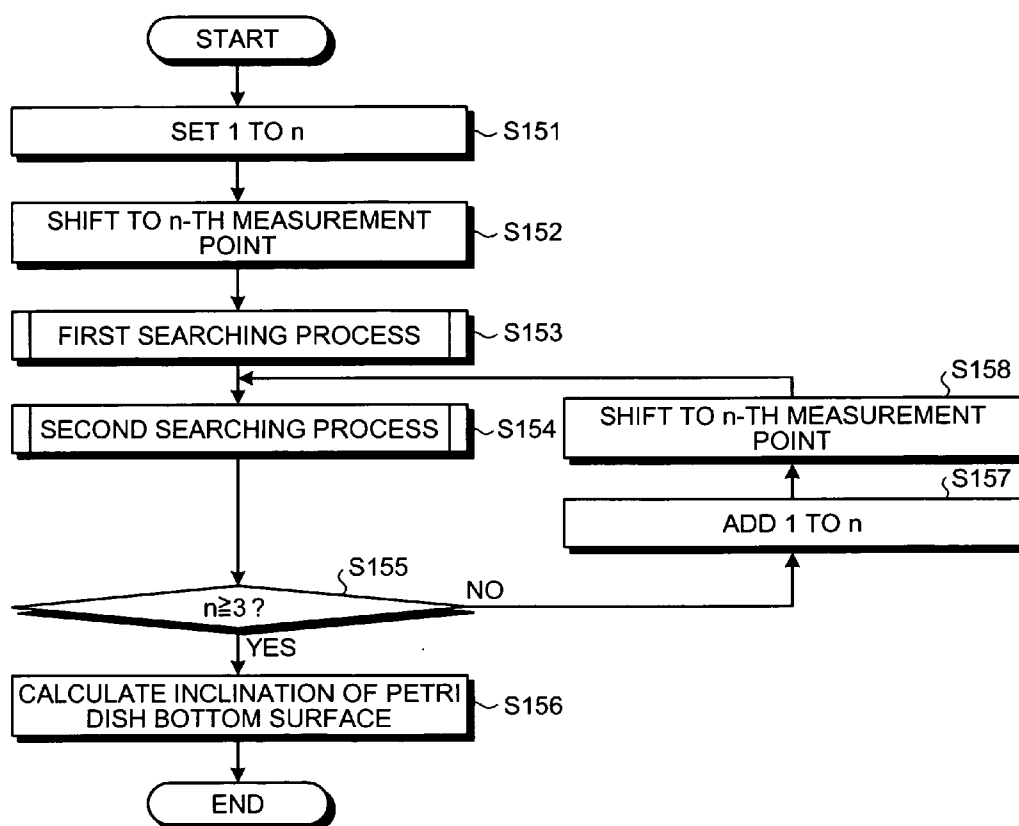 START
SET 1 TO n
S151
SHIFT TO n-TH MEASUREMENT
POINT
S152
FIRST SEARCHING PROCESS
S153
SECOND SEARCHING PROCESS
S154
S158
SHIFT TO n-TH MEASUREMENT
POINT
S157
ADD 1 TO n
S155
n≧3?
NO
YES
CALCULATE INCLINATION OF PETRI
DISH BOTTOM SURFACE
S156
END